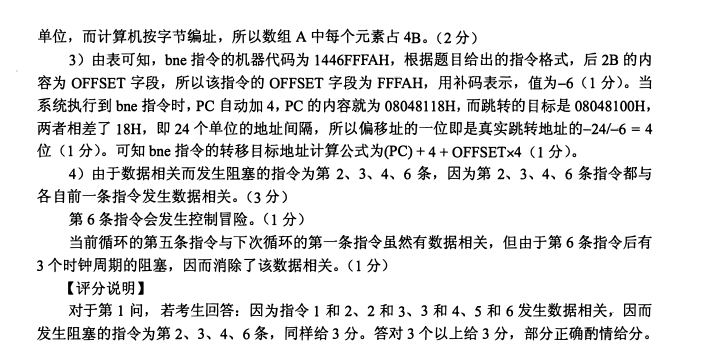 单位，而计算机按字节编址，所以数组 A 中每个元素占 4B。（2 分）
3）由表可知，bne 指令的机器代码为 1446FFFAH，根据题目给出的指令格式，后 2B 的内
容为 OFFSET 字段，所以该指令的 OFFSET 字段为 FFFAH，用补码表示，值为–6（1 分）。当
系统执行到 bne 指令时，PC 自动加 4，PC 的内容就为 08048118H，而跳转的目标是 08048100H，
两者相差了 18H，即 24 个单位的地址间隔，所以偏移址的一位即是真实跳转地址的–24/–6 = 4
位（1 分）。可知 bne 指令的转移目标地址计算公式为(PC) + 4 + OFFSET×4（1 分）。
4）由于数据相关而发生阻塞的指令为第 2、3、4、6 条，因为第 2、3、4、6 条指令都与
各自前一条指令发生数据相关。（3 分）
第 6 条指令会发生控制冒险。（1 分）
当前循环的第五条指令与下次循环的第一条指令虽然有数据相关，但由于第 6 条指令后有
3 个时钟周期的阻塞，因而消除了该数据相关。（1 分）
【评分说明】
对于第 1 问，若考生回答：因为指令 1 和 2、2 和 3、3 和 4、5 和 6 发生数据相关，因而
发生阻塞的指令为第 2、3、4、6 条，同样给 3 分。答对 3 个以上给 3 分，部分正确酌情给分。